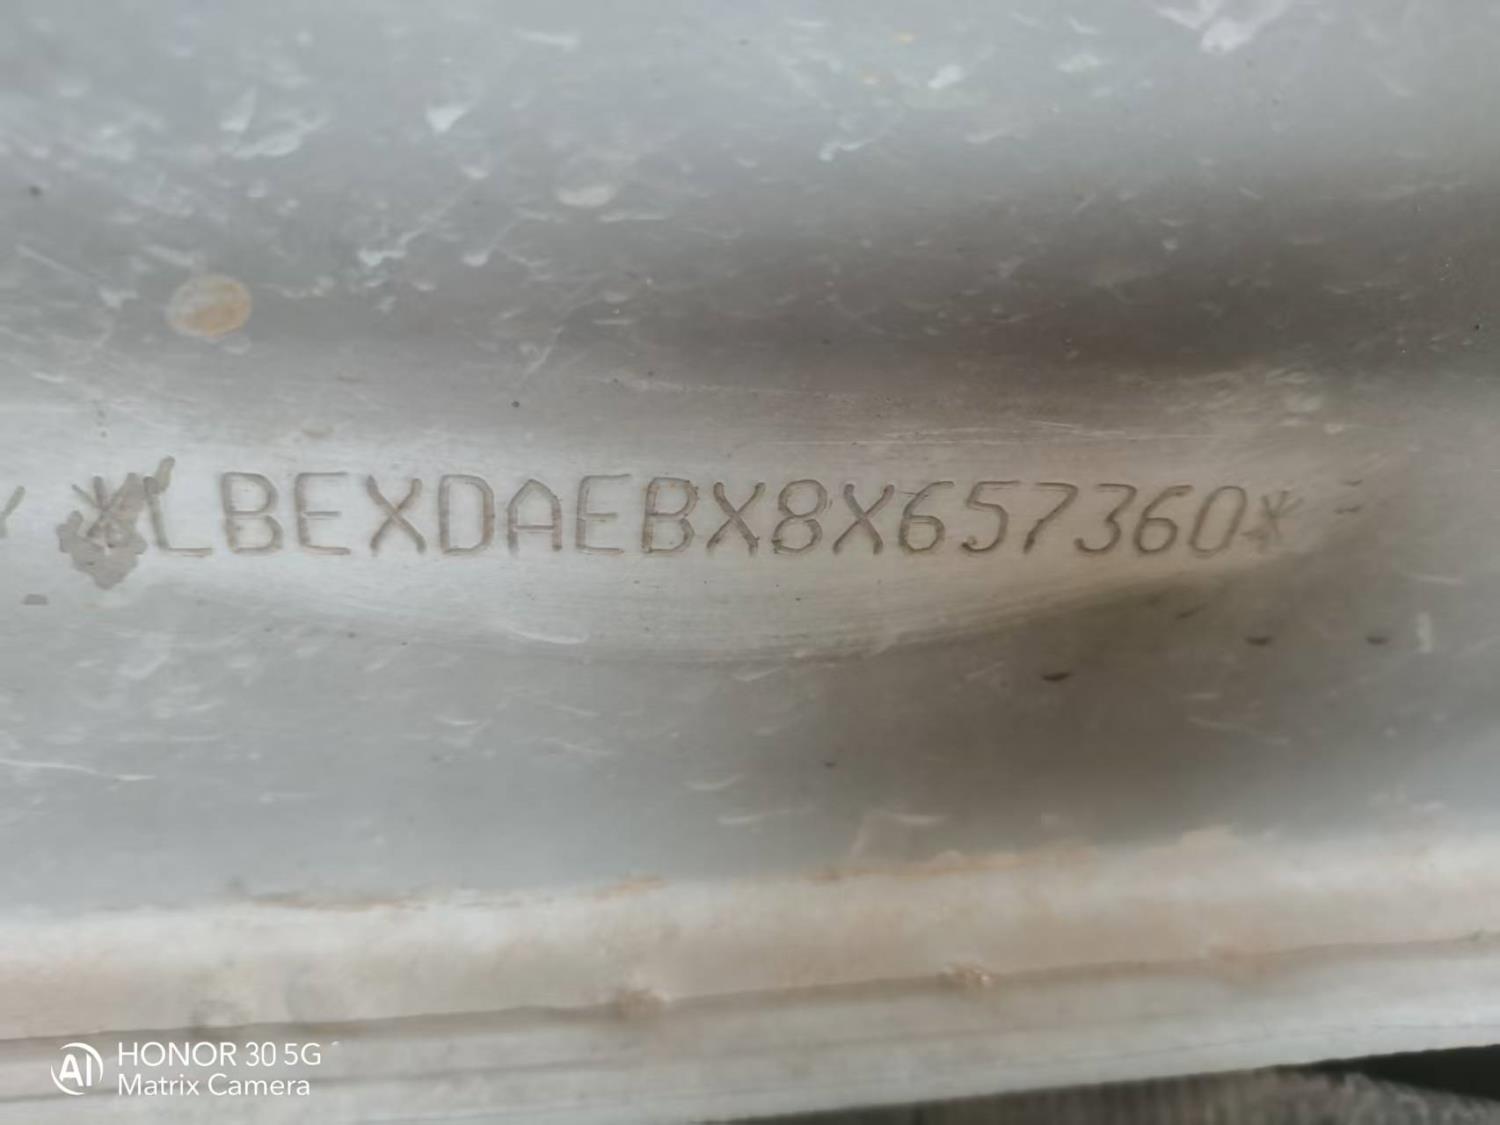 *LBEXDAEBX8X657360*
HONOR 30 5G
Matrix Camera